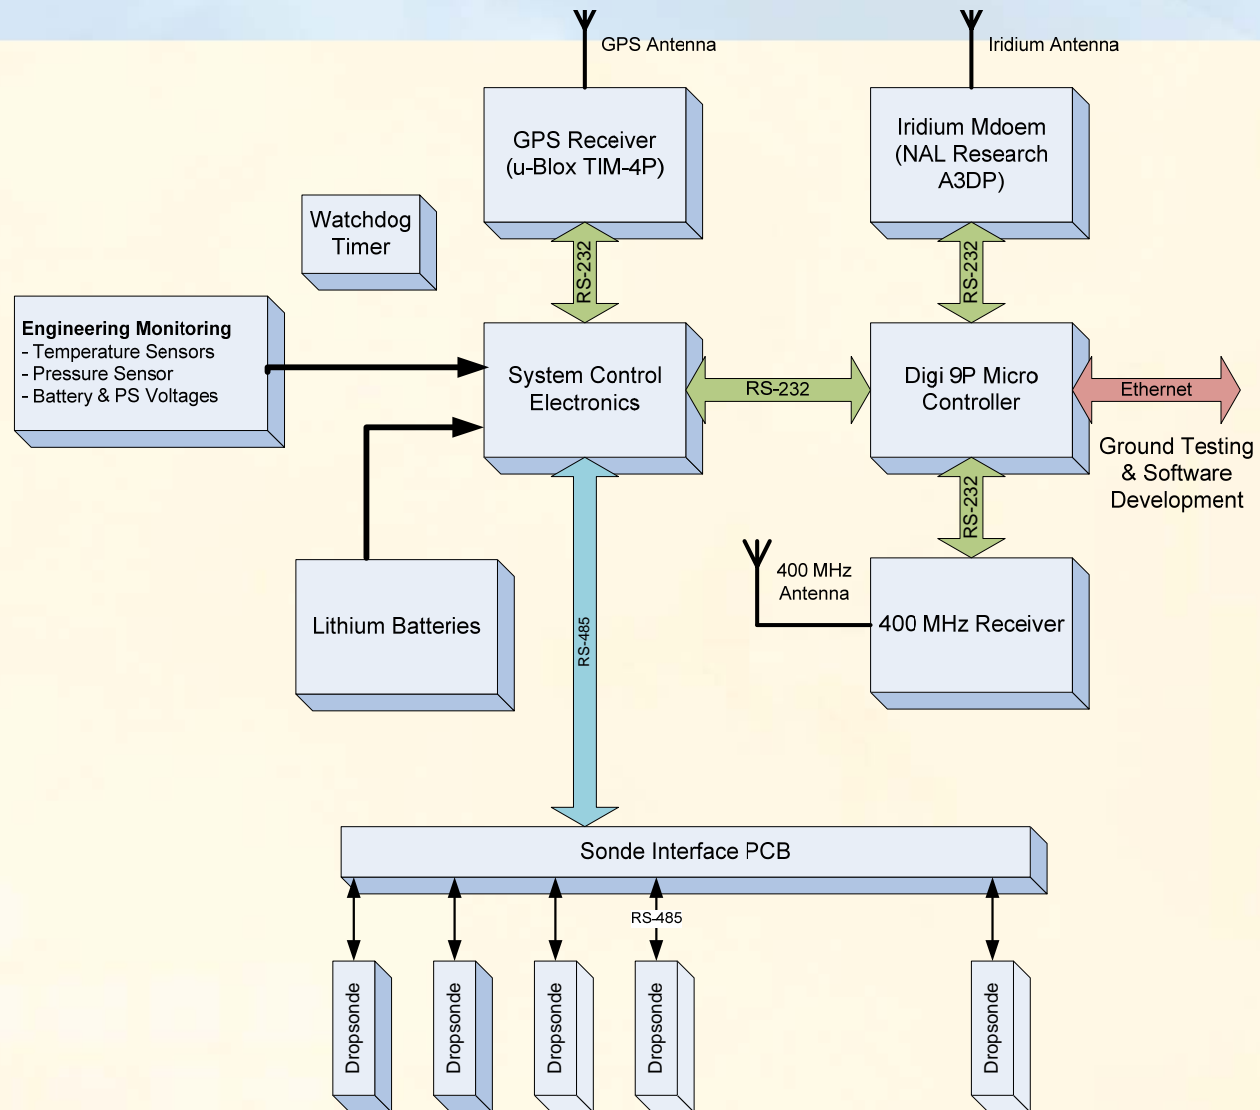 GPS Antenna
Iridium Antenna
GPS Receiver
(u-Blox TIM-4P)
Iridium Mdoem
(NAL Research
A3DP)
Watchdog
Timer
RS-232
RS-232
Engineering Monitoring
- Temperature Sensors
- Pressure Sensor
- Battery & PS Voltages
System Control
Electronics
RS-232
Digi 9P Micro
Controller
Ethernet
Ground Testing
& Software
Development
RS-232
400 MHz
Antenna
400 MHz Receiver
Lithium Batteries
RS-485
Sonde Interface PCB
RS-485
Dropsonde
Dropsonde
Dropsonde
Dropsonde
Dropsonde